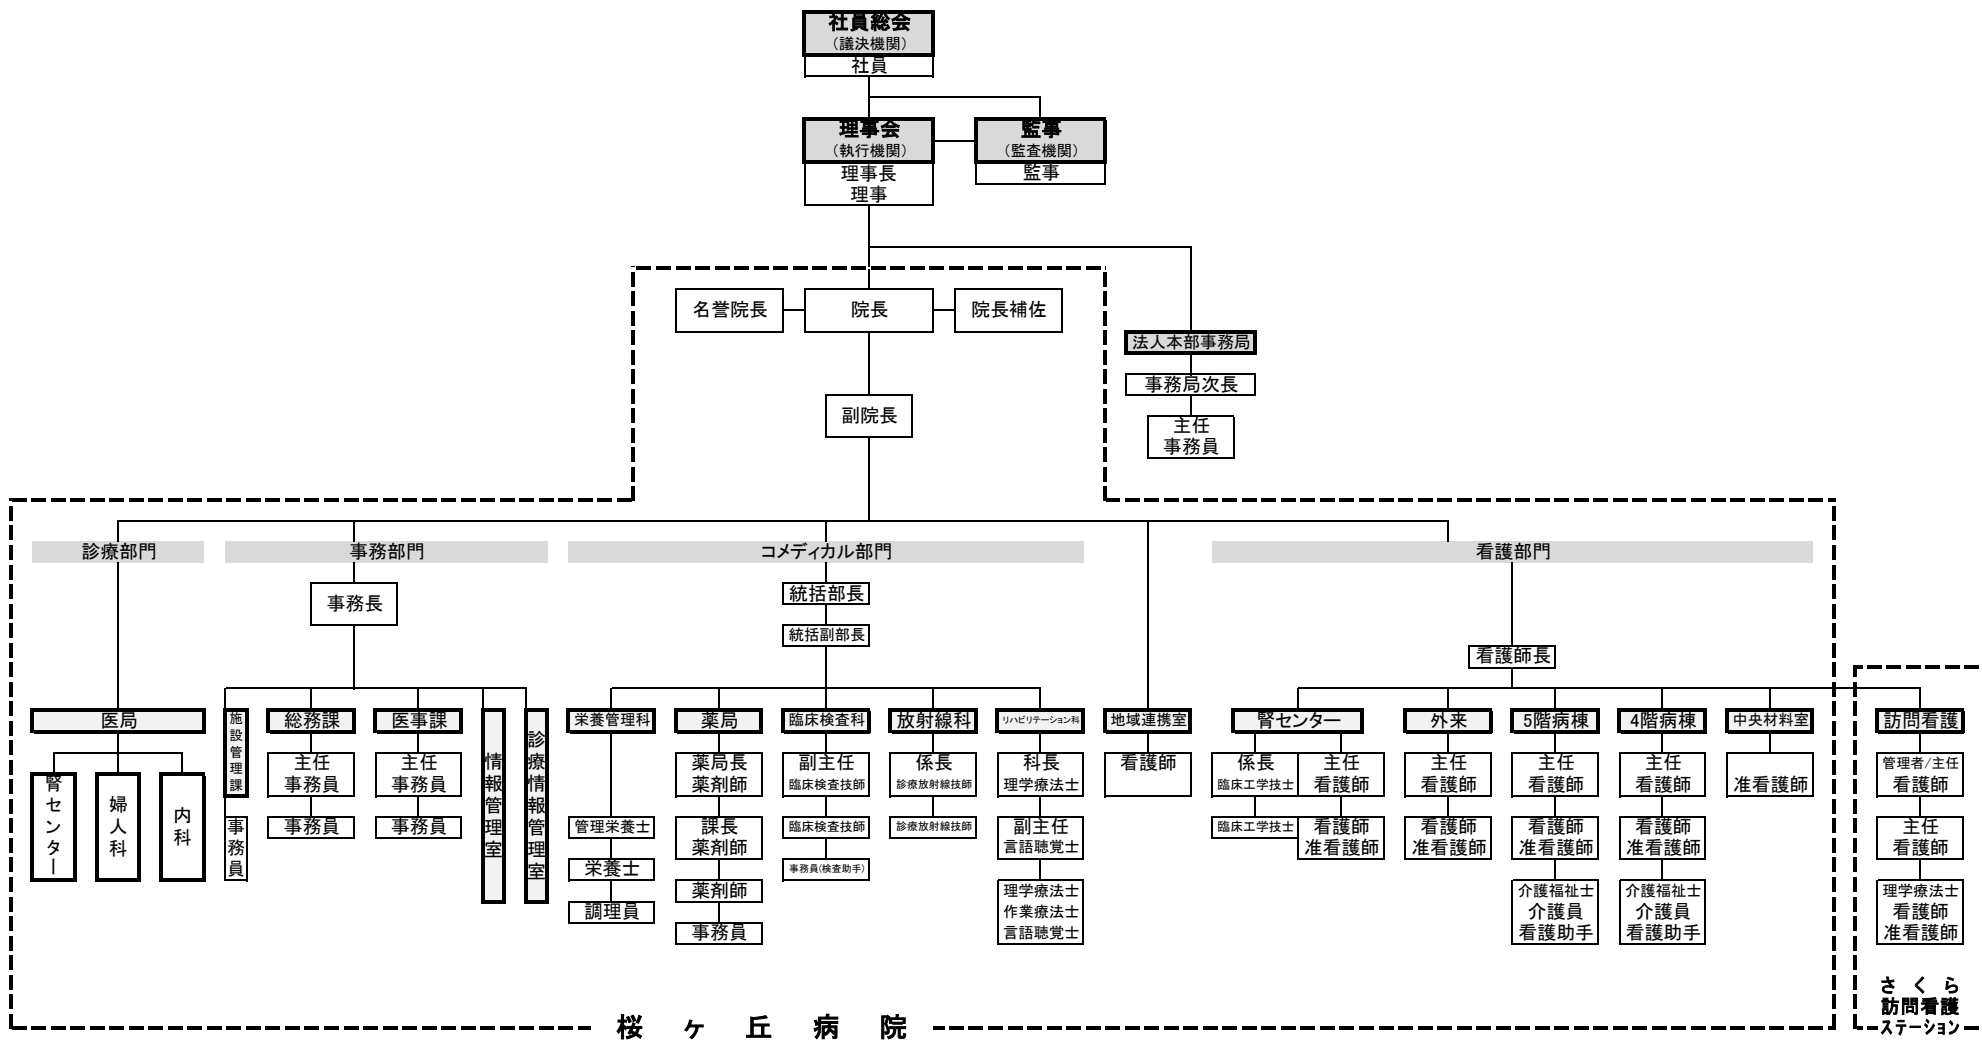 社員総会
（議決機関）
社員
理事会
（執行機関）
理事長
理事
監事
（監査機関）
監事
名誉院長
院長
院長補佐
法人本部事務局
事務局次長
主任
事務員
副院長
診療部門
事務部門
コメディカル部門
看護部門
事務長
統括部長
統括副部長
看護師長
医局
腎センター
婦人科
内科
施設管理課
事務員
総務課
主任
事務員
事務員
医事課
主任
事務員
事務員
情報管理室
診療情報管理室
栄養管理科
管理栄養士
栄養士
調理員
薬局
薬局長
薬剤師
課長
薬剤師
薬剤師
事務員
臨床検査科
副主任
臨床検査技師
臨床検査技師
事務員(検査助手)
放射線科
係長
診療放射線技師
診療放射線技師
リハビリテーション科
科長
理学療法士
副主任
言語聴覚士
理学療法士
作業療法士
言語聴覚士
地域連携室
看護師
腎センター
係長
臨床工学技士
臨床工学技士
主任
看護師
看護師
准看護師
外来
主任
看護師
看護師
准看護師
5階病棟
主任
看護師
看護師
准看護師
介護福祉士
介護員
看護助手
4階病棟
主任
看護師
看護師
准看護師
介護福祉士
介護員
看護助手
中央材料室
准看護師
訪問看護
管理者/主任
看護師
主任
看護師
理学療法士
看護師
准看護師
さくら
訪問看護
ステーション
桜ヶ丘病院